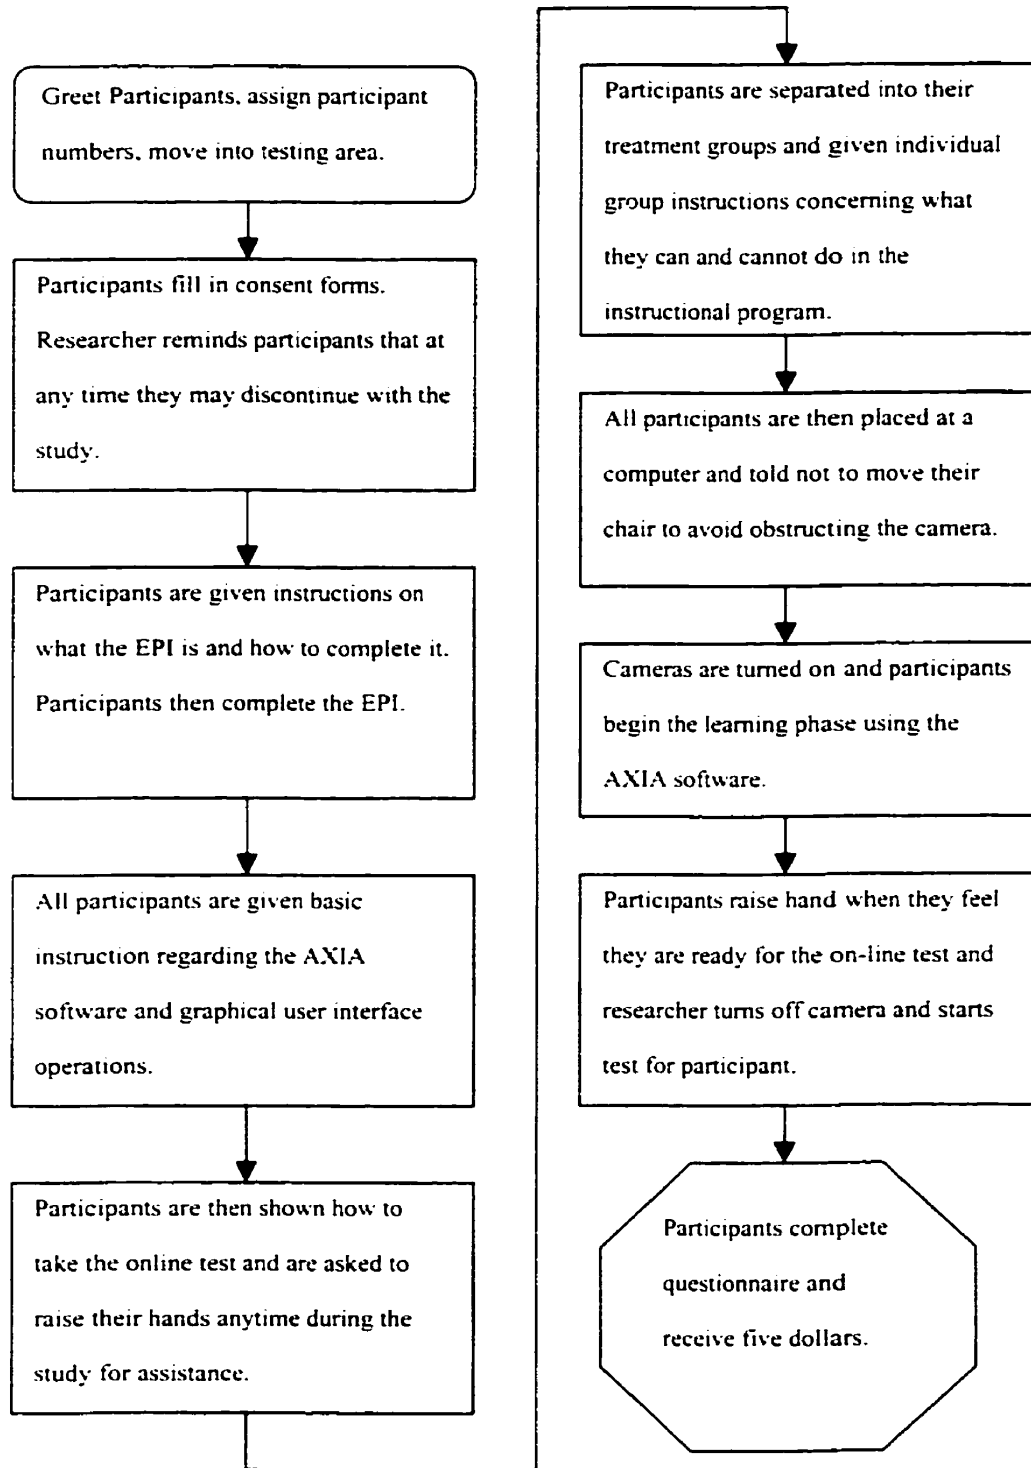 Greet Participants, assign participant
numbers, move into testing area.
Participants fill in consent forms.
Researcher reminds participants that at
any time they may discontinue with the
study.
Participants are given instructions on
what the EPI is and how to complete it.
Participants then complete the EPI.
All participants are given basic
instruction regarding the AXIA
software and graphical user interface
operations.
Participants are then shown how to
take the online test and are asked to
raise their hands anytime during the
study for assistance.
Participants are separated into their
treatment groups and given individual
group instructions concerning what
they can and cannot do in the
instructional program.
All participants are then placed at a
computer and told not to move their
chair to avoid obstructing the camera.
Cameras are turned on and participants
begin the learning phase using the
AXIA software.
Participants raise hand when they feel
they are ready for the on-line test and
researcher turns off camera and starts
test for participant.
Participants complete
questionnaire and
receive five dollars.